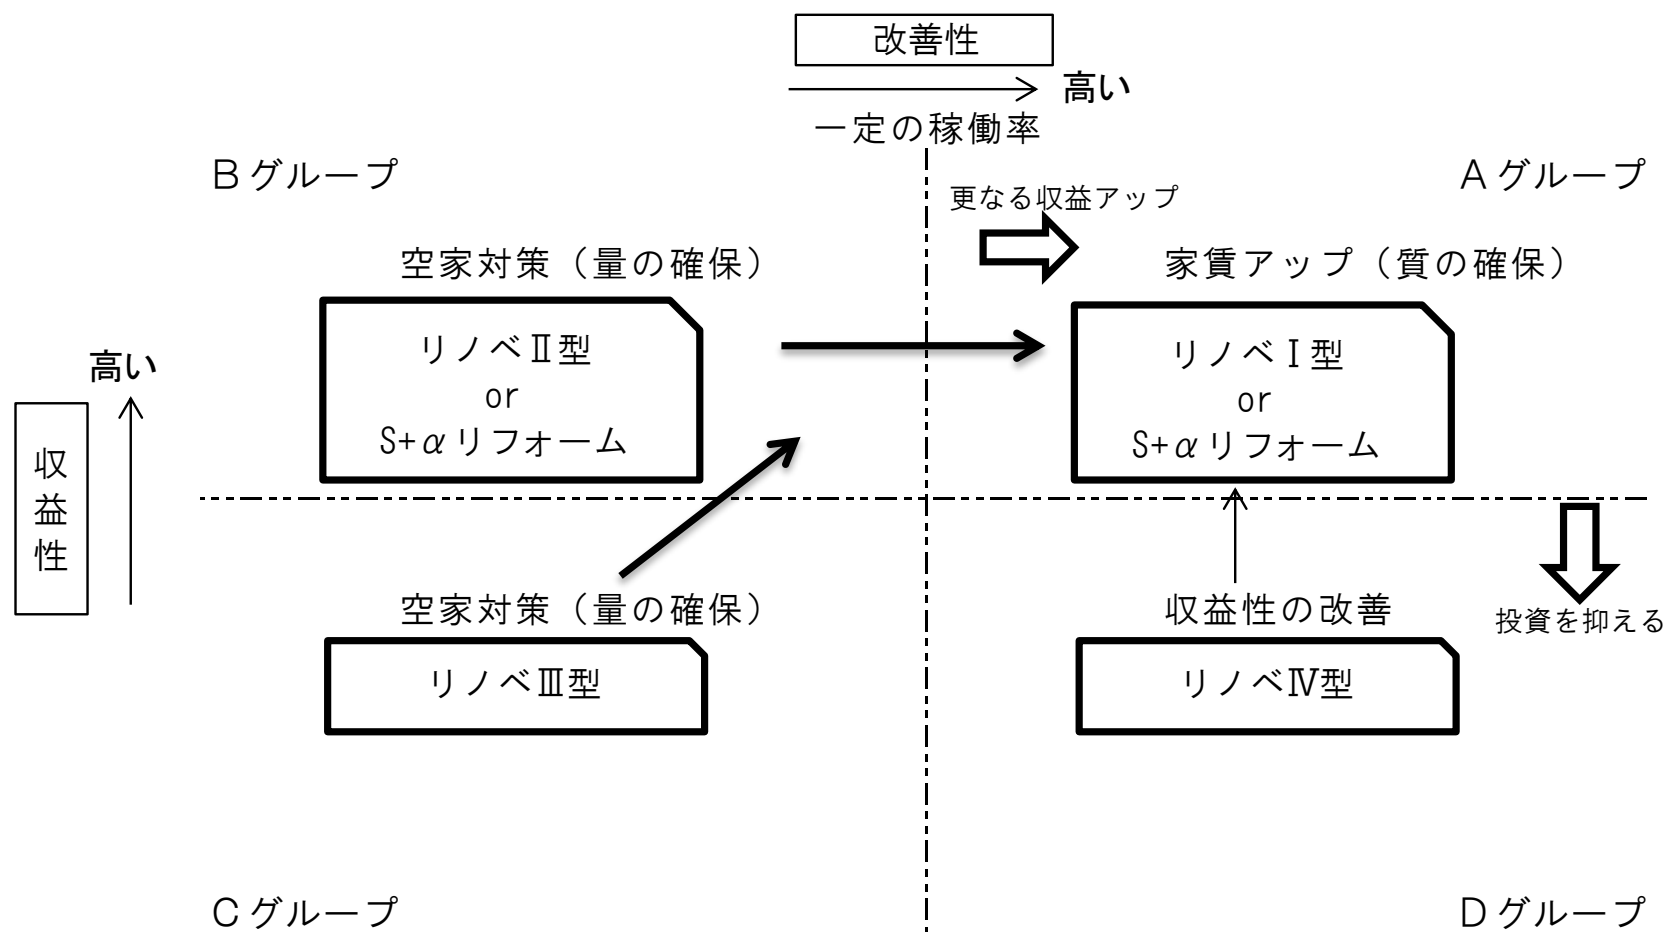 改善性
高い
一定の稼働率
Bグループ
Aグループ
更なる収益アップ
空家対策（量の確保）
家賃アップ（質の確保）
リノベⅡ型
or
S+αリフォーム
リノベⅠ型
or
S+αリフォーム
高い
収益性
空家対策（量の確保）
収益性の改善
投資を抑える
リノベⅢ型
リノベⅣ型
Cグループ
Dグループ